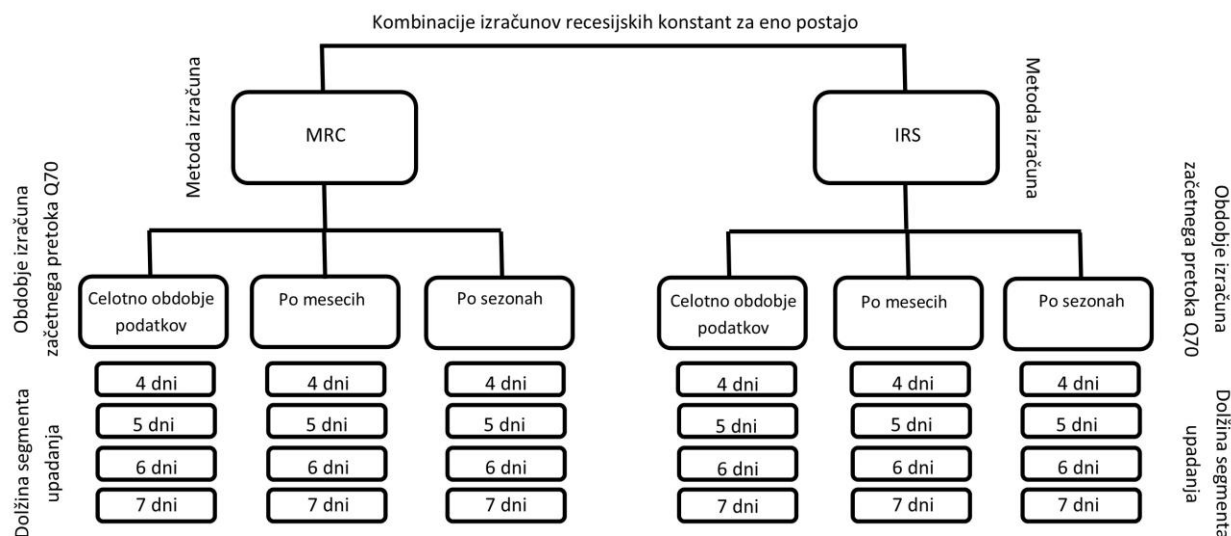 Kombinacije izračunov recesijskih konstant za eno postajo
Metoda izračuna
MRC
IRS
Metoda izračuna
Obdobje izračuna
začetnega pretoka Q70
Celotno obdobje
podatkov
Po mesecih
Po sezonah
Celotno obdobje
podatkov
Po mesecih
Po sezonah
Obdobje izračuna
začetnega pretoka Q70
Dolžina segmenta
upadanja
4 dni
4 dni
4 dni
4 dni
4 dni
4 dni
5 dni
5 dni
5 dni
5 dni
5 dni
5 dni
6 dni
6 dni
6 dni
6 dni
6 dni
6 dni
7 dni
7 dni
7 dni
7 dni
7 dni
7 dni
Dolžina segmenta
upadanja